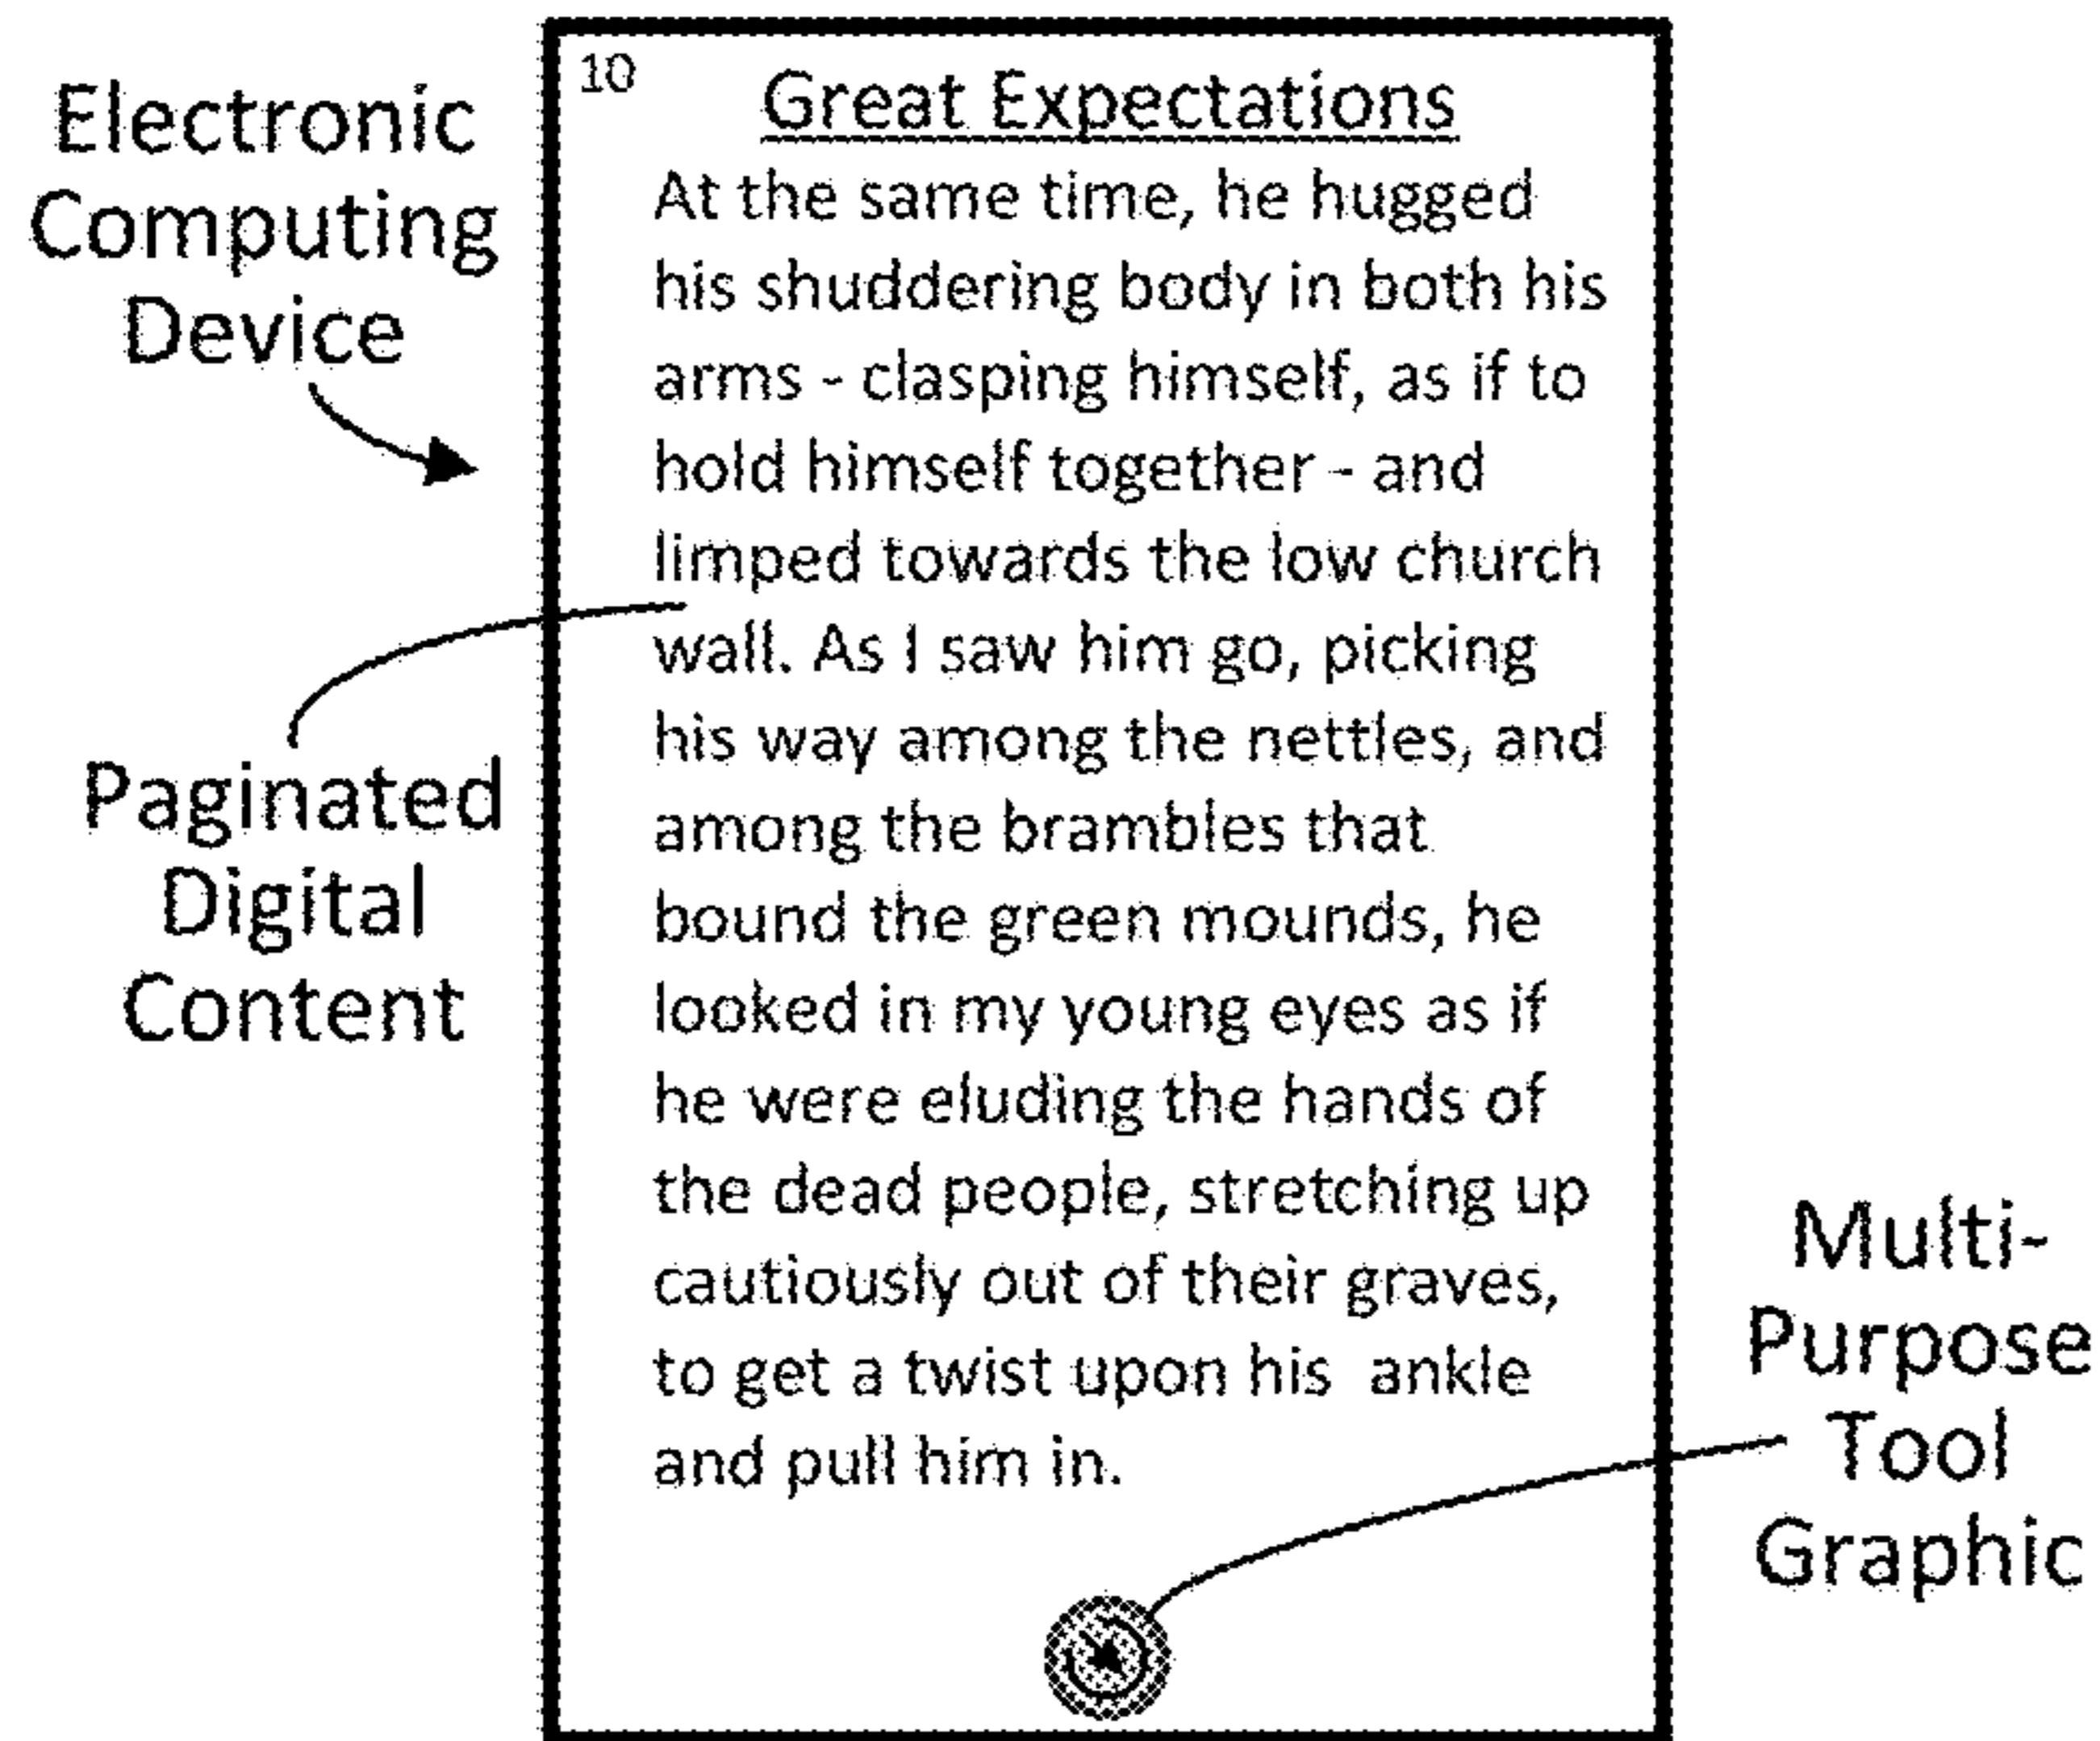 Electronic
Computing
Device
Paginated
Digital
Content
10
Great Expectations
At the same time, he hugged
his shuddering body in both his
arms - clasping himself, as if to
hold himself together - and
limped towards the low church
wall. As I saw him go, picking
his way among the nettles, and
among the brambles that
bound the green mounds, he
looked in my young eyes as if
he were eluding the hands of
the dead people, stretching up
cautiously out of their graves,
to get a twist upon his ankle
and pull him in.
Multi-
Purpose
Tool
Graphic